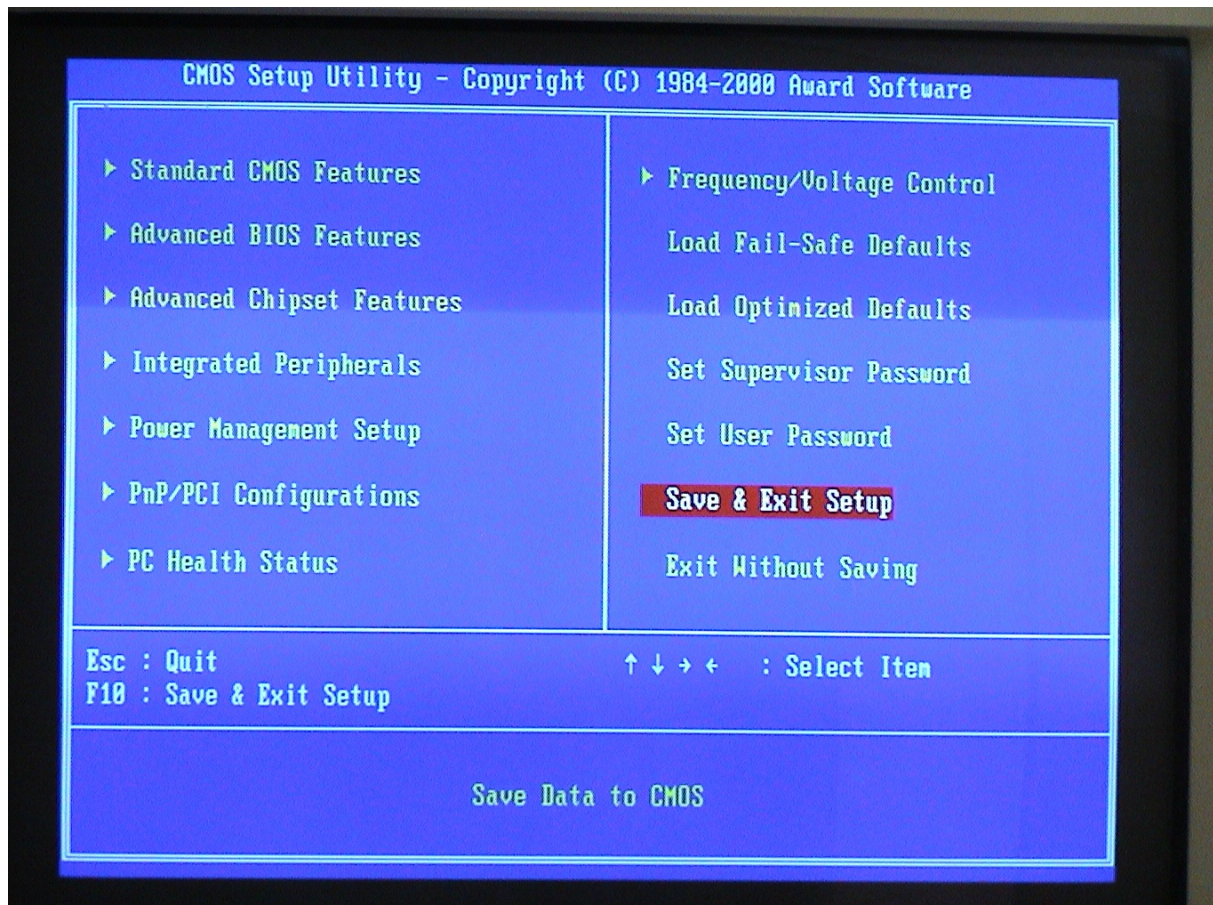 CMOS Setup Utility - Copyright (C) 1984-2000 Award Software
Standard CMOS Features
Advanced BIOS Features
Advanced Chipset Features
Integrated Peripherals
Power Management Setup
PnP/PCI Configurations
PC Health Status
Frequency/Voltage Control
Load Fail-Safe Defaults
Load Optimized Defaults
Set Supervisor Password
Set User Password
Save & Exit Setup
Exit Without Saving
Esc : Quit
F10 : Save & Exit Setup
↑ ↓ → ← : Select Item
Save Data to CMOS